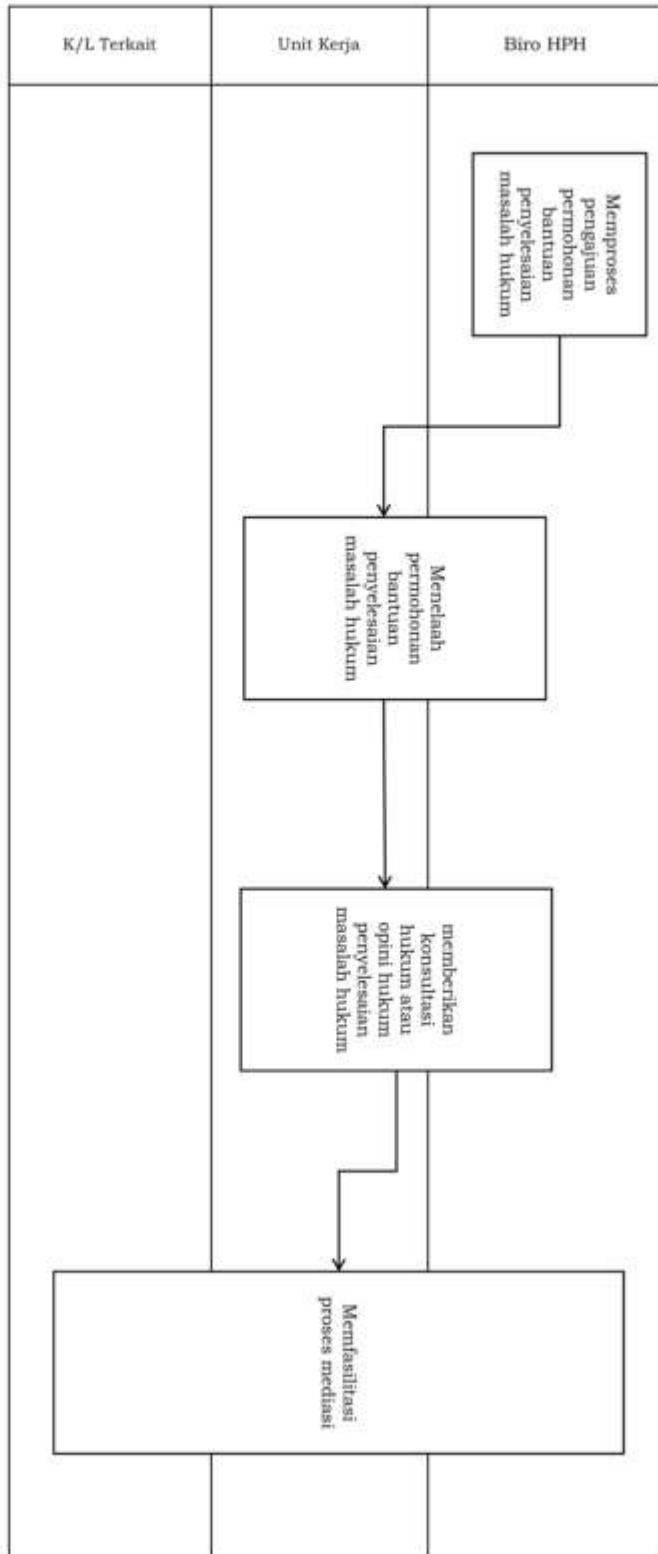 K/L Terkait
Unit Kerja
Biro HPH
Memproses
pengajuan
permohonan
bantuan
penyelesaian
masalah hukum
Menelaah
permohonan
bantuan
penyelesaian
masalah hukum
memberikan
konsultasi
hukum atau
opini hukum
penyelesaian
masalah hukum
Memfasilitasi
proses mediasi